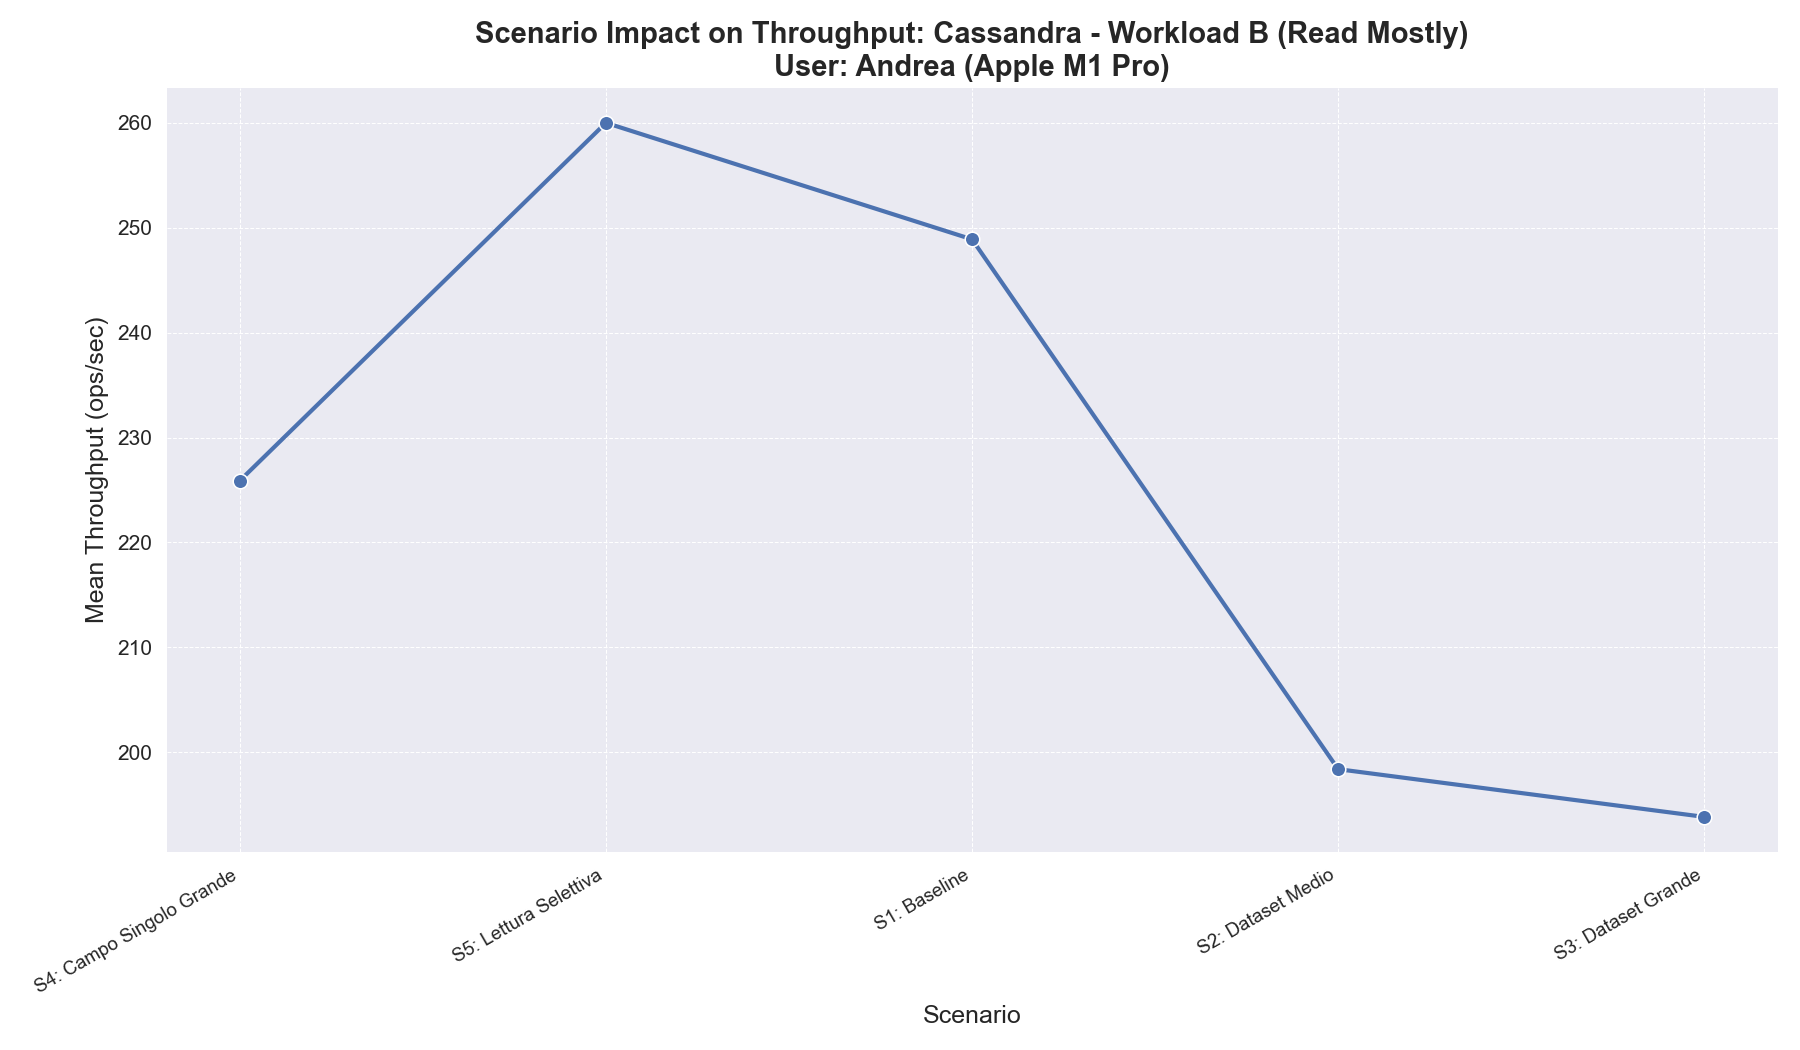 Scenario Impact on Throughput: Cassandra - Workload B (Read Mostly)
User: Andrea (Apple M1 Pro)
Mean Throughput (ops/sec)
260
250
240
230
220
210
200
S4: Campo Singolo Grande
S5: Lettura Selettiva
S1: Baseline
S2: Dataset Medio
S3: Dataset Grande
Scenario